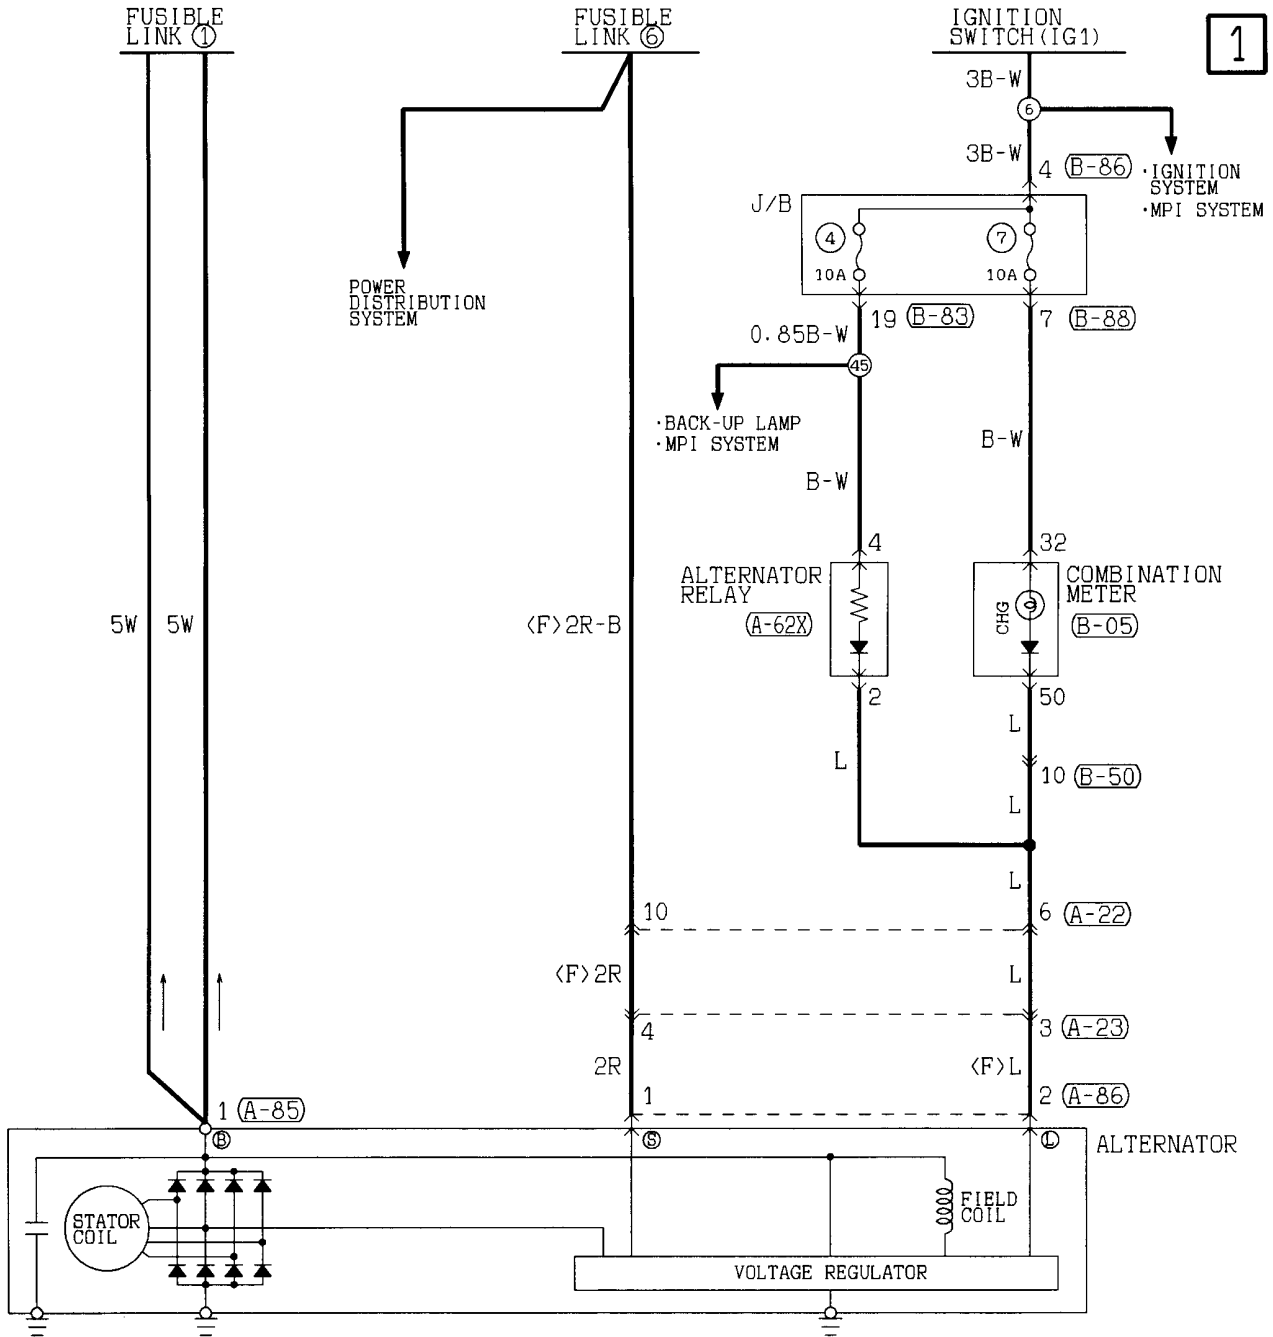 FUSIBLE
LINK ①
FUSIBLE
LINK ⑥
IGNITION
SWITCH(IG1)
1
3B-W
6
3B-W
4 B-86
·IGNITION
SYSTEM
·MPI SYSTEM
J/B
4
7
10A
10A
POWER
DISTRIBUTION
SYSTEM
19 B-83
7 B-88
0.85B-W
45
·BACK-UP LAMP
·MPI SYSTEM
B-W
B-W
4
32
ALTERNATOR
RELAY
A-62X
CHG
COMBINATION
METER
B-05
5W
5W
<F>2R-B
2
50
L
L
10 B-50
L
L
10
6 A-22
<F>2R
L
4
3 A-23
2R
<F>L
1 A-85
1
2 A-86
B
S
L
ALTERNATOR
STATOR
COIL
FIELD
COIL
VOLTAGE REGULATOR